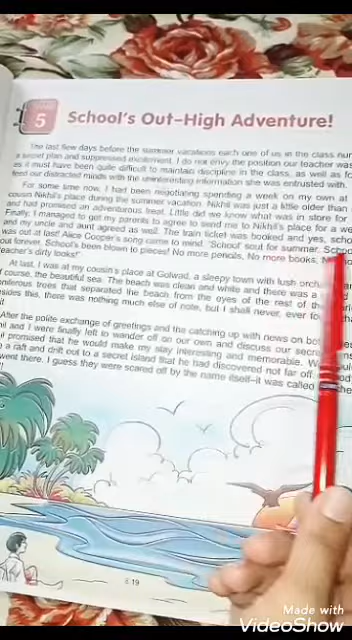 5
School's Out–High Adventure!
The last few days before the summer vacations each one of us in the class
a secret plan and suppressed excitement. I do not envy the position our teacher was
as it must have been quite difficult to maintain discipline in the class, as well as
feed our distracted minds with the uninteresting information she was entrusted with.
For some time now, I had been negotiating spending a week on my own at
cousin Nikhil's place during the summer vacation. Nikhil was just a little older than
and had promised an adventurous treat. Little did we know what was in store for
Finally, I managed to get my parents to agree to send me to Nikhil's place for a
and my uncle and aunt agreed as well. The train ticket was booked and yes,
was out at last! Alice Cooper's song came to mind. 'School' sout for summer. School
out forever. School's been blown to pieces! No more pencils, No more books, No
teacher's dirty looks!'
At last, I was at my cousin's place at Golwad, a sleepy town with lush
of course, the beautiful sea. The beach was clean and white and there was a
coniferous trees that separated the beach from the eyes of the rest of the
besides this, there was nothing much else of note, but I shall never, ever
it
After the polite exchange of greetings and the catching up with news on
and I were finally left to wander off on our own and discuss our
promised that he would make my stay interesting and memorable.
a raft and drift out to a secret island that he had discovered not far off.
went there. I guess they were scared off by the name itself–it was called
E 19
Made with
VideoShow